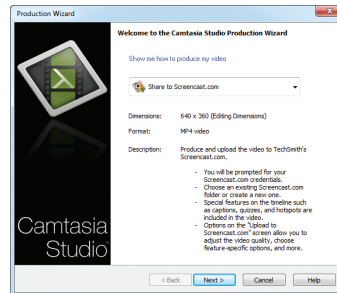 Production Wizard
Welcome to the Camtasia Studio Production Wizard
Show me how to produce my video
Share to Screencast.com
Dimensions: 640 x 360 (Editing Dimensions)
Format: MP4 video
Description: Produce and upload the video to TechSmith's
Screencast.com.
- You will be prompted for your
Screencast.com credentials.
- Choose an existing Screencast.com
folder or create a new one.
- Special features on the timeline such
as captions, quizzes, and hotspots are
included in the video.
- Options on the "Upload to
Screencast.com" screen allow you to
adjust the video quality, choose
feature-specific options, and more.
Camtasia
Studio
< Back Next > Cancel Help